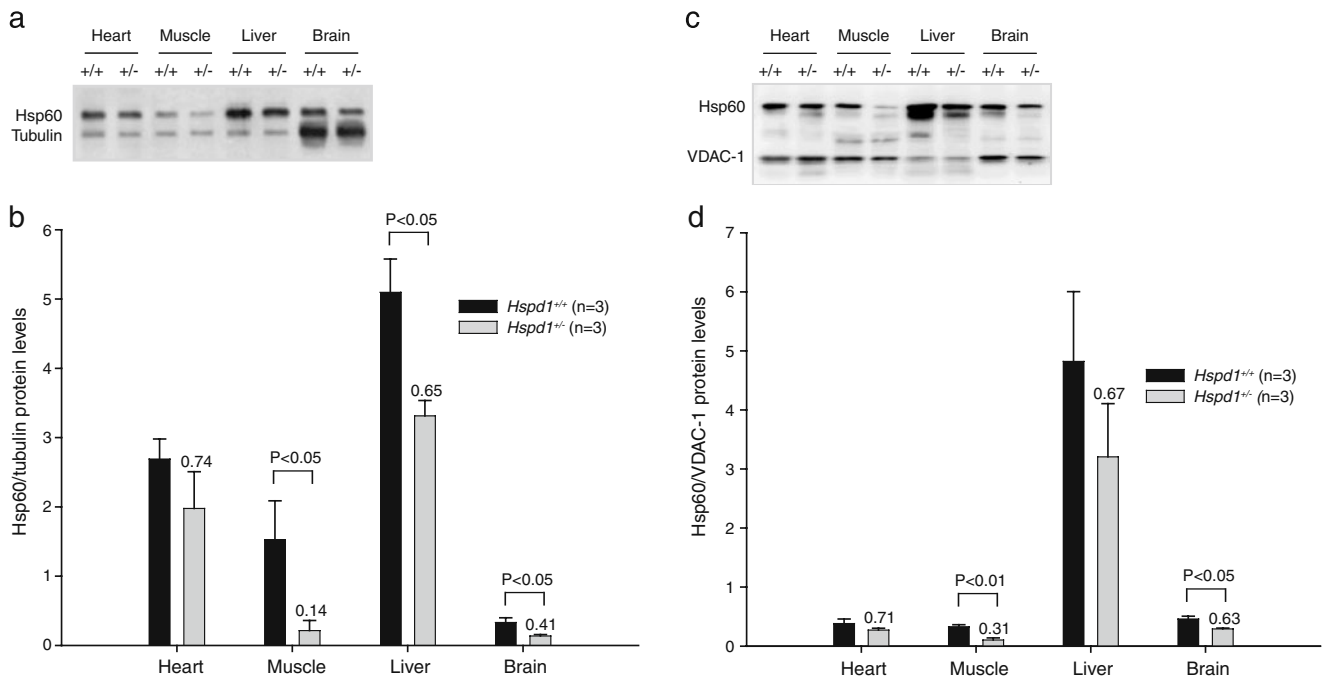 a
Heart Muscle Liver Brain
+/+ +/- +/+ +/- +/+ +/- +/+ +/-
Hsp60
Tubulin
c
Heart Muscle Liver Brain
+/+ +/- +/+ +/- +/+ +/- +/+ +/-
Hsp60
VDAC-1
b
Hsp60/tubulin protein levels
6
5
4
3
2
1
0
P<0.05
Hspd1+/+ (n=3)
Hspd1+/- (n=3)
0.65
0.74
P<0.05
0.14
P<0.05
0.41
Heart Muscle Liver Brain
d
Hsp60/VDAC-1 protein levels
7
6
5
4
3
2
1
0
Hspd1+/+ (n=3)
Hspd1+/- (n=3)
0.67
P<0.01
P<0.05
0.71
0.31
0.63
Heart Muscle Liver Brain